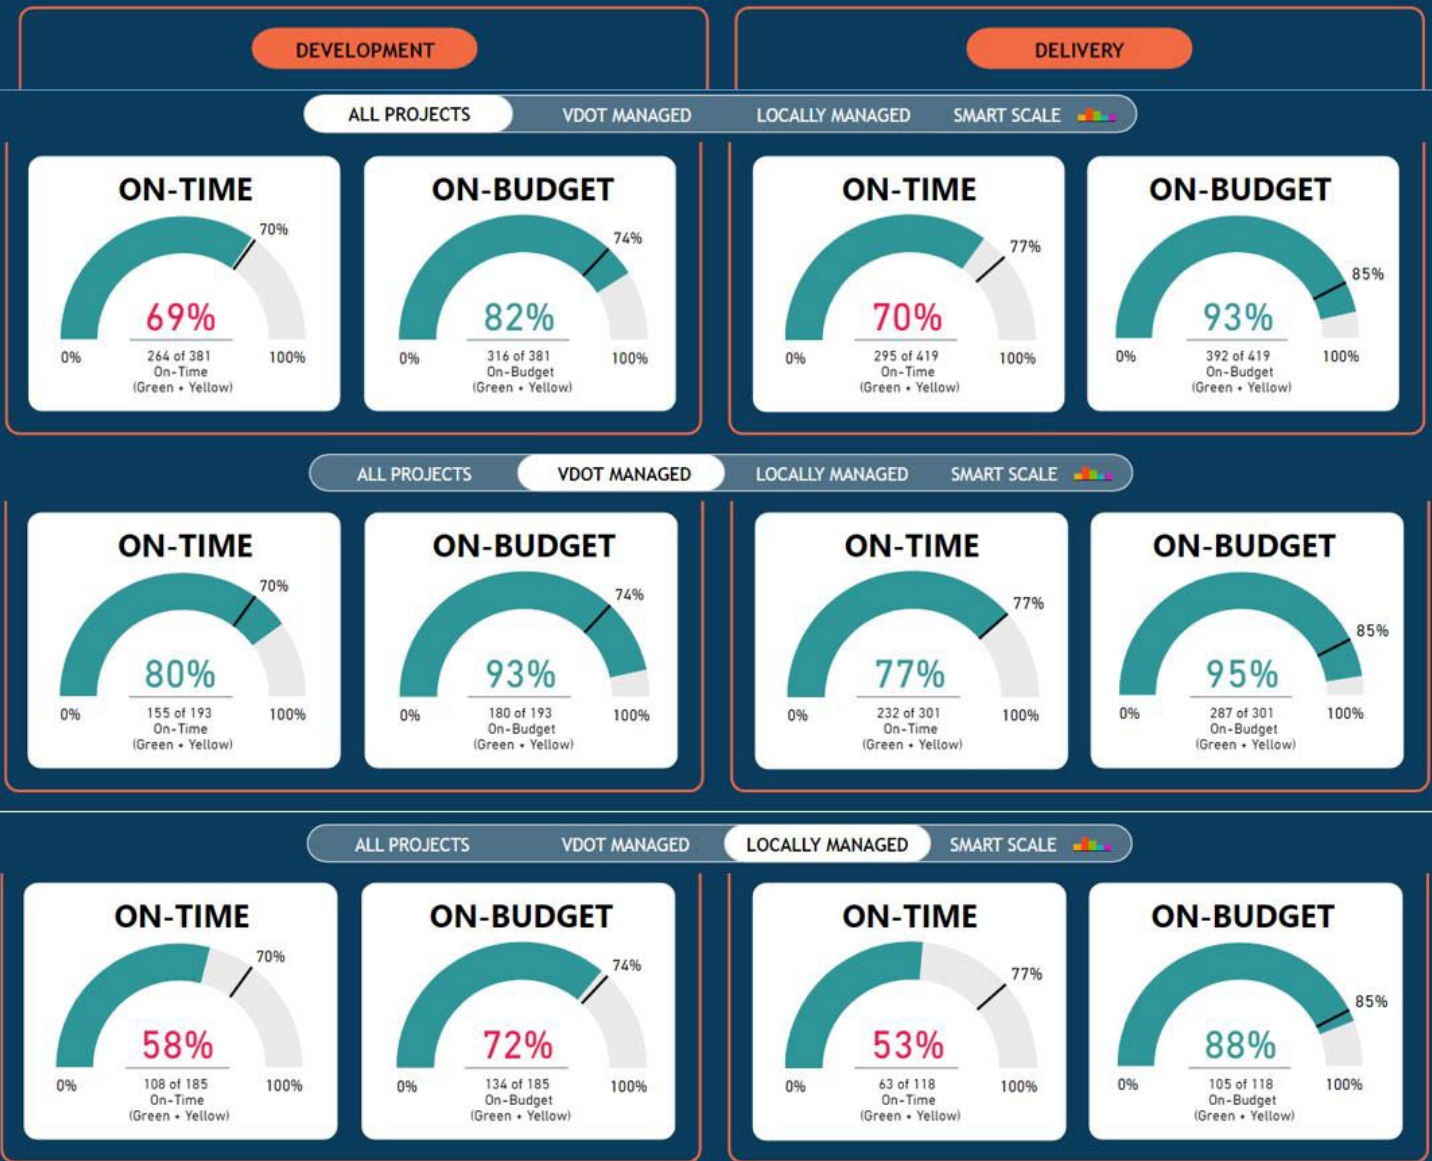 DEVELOPMENT
DELIVERY
ALL PROJECTS VDOT MANAGED LOCALLY MANAGED SMART SCALE
ON-TIME
70%
69%
0% 100%
264 of 381
On-Time
(Green + Yellow)
ON-BUDGET
74%
82%
0% 100%
316 of 381
On-Budget
(Green + Yellow)
ON-TIME
77%
70%
0% 100%
295 of 419
On-Time
(Green + Yellow)
ON-BUDGET
85%
93%
0% 100%
392 of 419
On-Budget
(Green + Yellow)
ALL PROJECTS VDOT MANAGED LOCALLY MANAGED SMART SCALE
ON-TIME
70%
80%
0% 100%
155 of 193
On-Time
(Green + Yellow)
ON-BUDGET
74%
93%
0% 100%
180 of 193
On-Budget
(Green + Yellow)
ON-TIME
77%
77%
0% 100%
232 of 301
On-Time
(Green + Yellow)
ON-BUDGET
85%
95%
0% 100%
287 of 301
On-Budget
(Green + Yellow)
ALL PROJECTS VDOT MANAGED LOCALLY MANAGED SMART SCALE
ON-TIME
70%
58%
0% 100%
108 of 185
On-Time
(Green + Yellow)
ON-BUDGET
74%
72%
0% 100%
134 of 185
On-Budget
(Green + Yellow)
ON-TIME
77%
53%
0% 100%
63 of 118
On-Time
(Green + Yellow)
ON-BUDGET
85%
88%
0% 100%
105 of 118
On-Budget
(Green + Yellow)